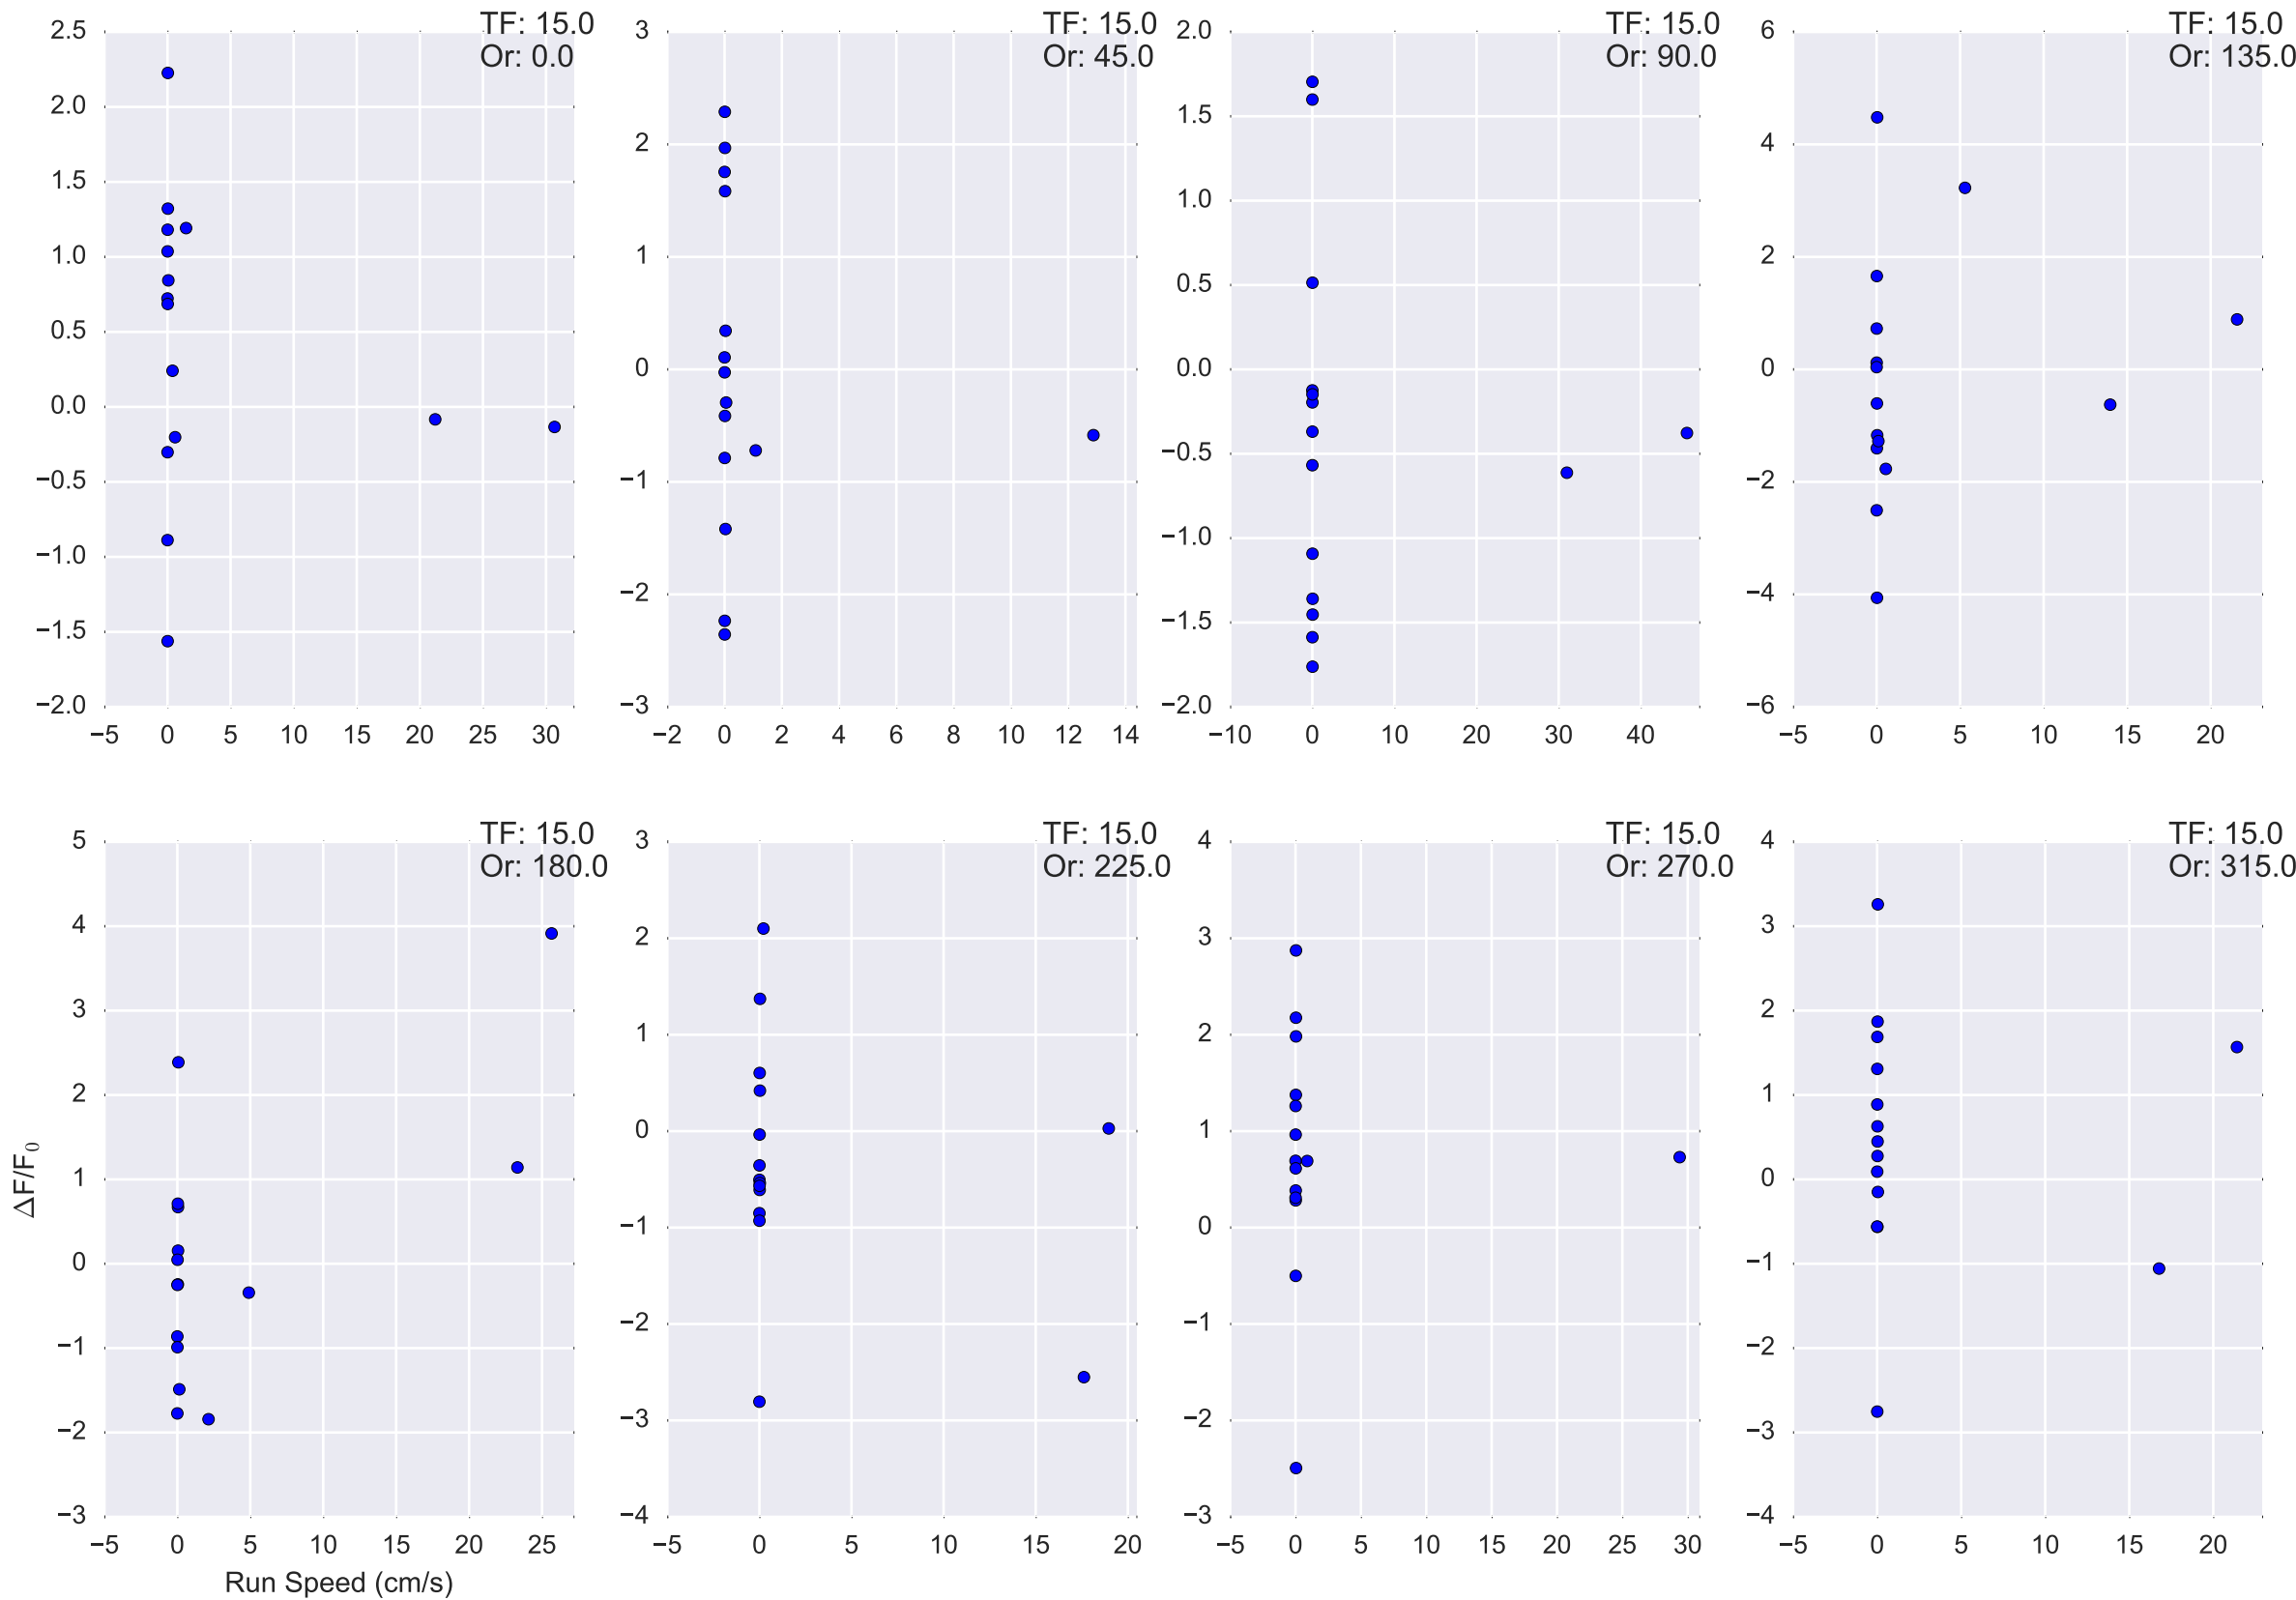 TF: 15.0
Or: 0.0
2.5
2.0
1.5
1.0
0.5
0.0
−0.5
−1.0
−1.5
−2.0
−5 0 5 10 15 20 25 30
TF: 15.0
Or: 45.0
3
2
1
0
−1
−2
−3
−2 0 2 4 6 8 10 12 14
TF: 15.0
Or: 90.0
2.0
1.5
1.0
0.5
0.0
−0.5
−1.0
−1.5
−2.0
−10 0 10 20 30 40
TF: 15.0
Or: 135.0
6
4
2
0
−2
−4
−6
−5 0 5 10 15 20
TF: 15.0
Or: 180.0
5
4
3
2
1
0
−1
−2
−3
ΔF/F₀
−5 0 5 10 15 20 25
Run Speed (cm/s)
TF: 15.0
Or: 225.0
3
2
1
0
−1
−2
−3
−4
−5 0 5 10 15 20
TF: 15.0
Or: 270.0
4
3
2
1
0
−1
−2
−3
−5 0 5 10 15 20 25 30
TF: 15.0
Or: 315.0
4
3
2
1
0
−1
−2
−3
−4
−5 0 5 10 15 20